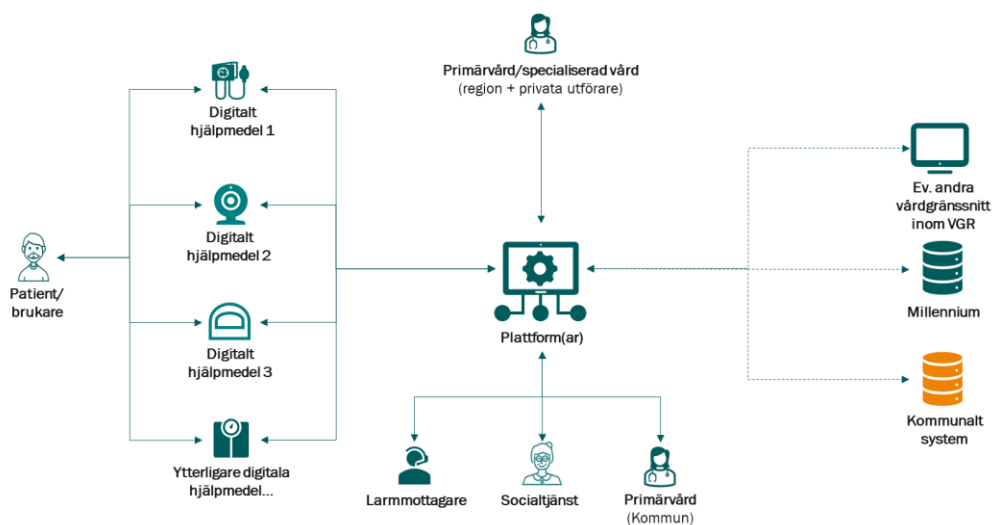 Primärvård/specialiserad vård
(region + privata utförare)
Digitalt
hjälpmedel 1
Digitalt
hjälpmedel 2
Digitalt
hjälpmedel 3
Ytterligare digitala
hjälpmedel...
Patient/
brukare
Plattform(ar)
Ev. andra
vårdgränssnitt
inom VGR
Millennium
Kommunalt
system
Larmmottagare
Socialtjänst
Primärvård
(Kommun)